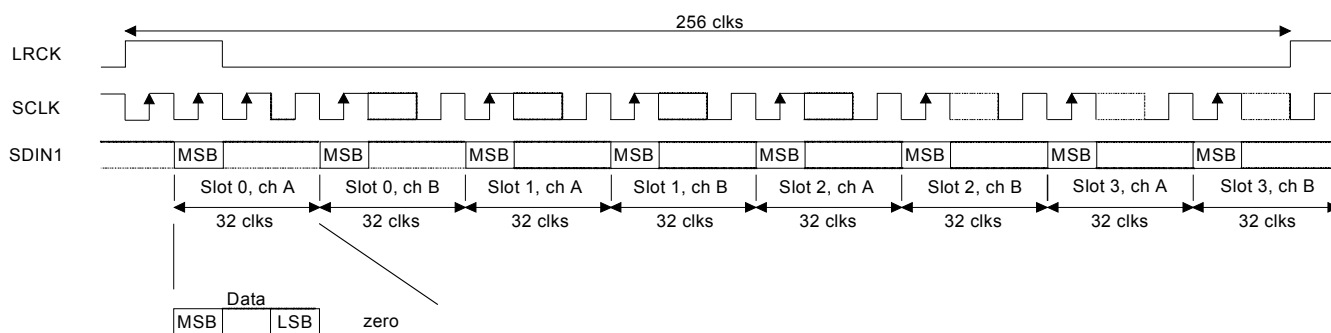 256 clks
LRCK
SCLK
SDIN1
MSB MSB MSB MSB MSB MSB MSB MSB
Slot 0, ch A Slot 0, ch B Slot 1, ch A Slot 1, ch B Slot 2, ch A Slot 2, ch B Slot 3, ch A Slot 3, ch B
32 clks 32 clks 32 clks 32 clks 32 clks 32 clks 32 clks 32 clks
Data
MSB LSB zero